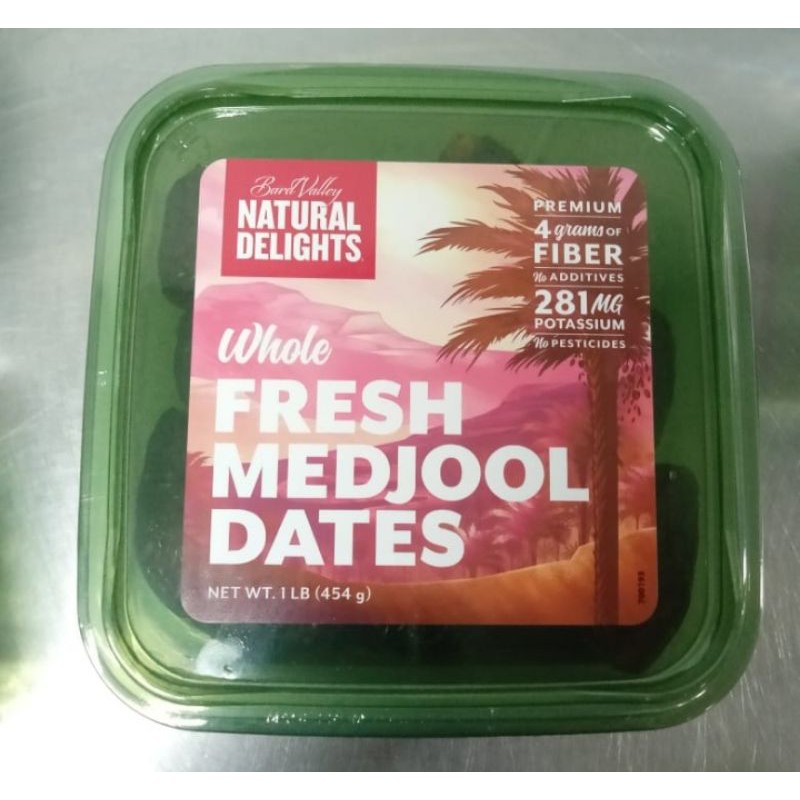 Bard Valley
NATURAL
DELIGHTS
PREMIUM
4 grams OF
FIBER
No ADDITIVES
281MG
POTASSIUM
No PESTICIDES
Whole
FRESH
MEDJOOL
DATES
NET WT. 1 LB (454 g)